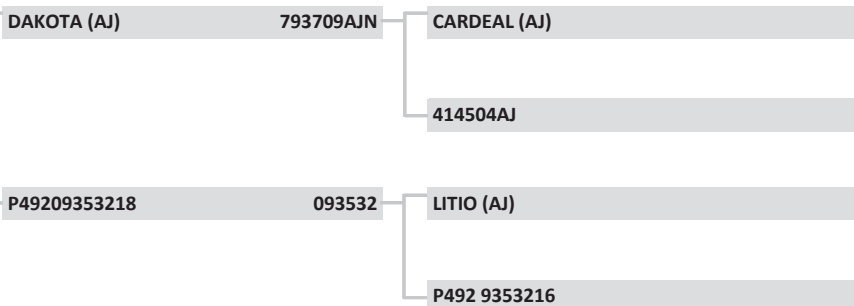 DAKOTA (AJ) 793709AJN
CARDEAL (AJ)
414504AJ
P49209353218 093532
LITIO (AJ)
P492 9353216